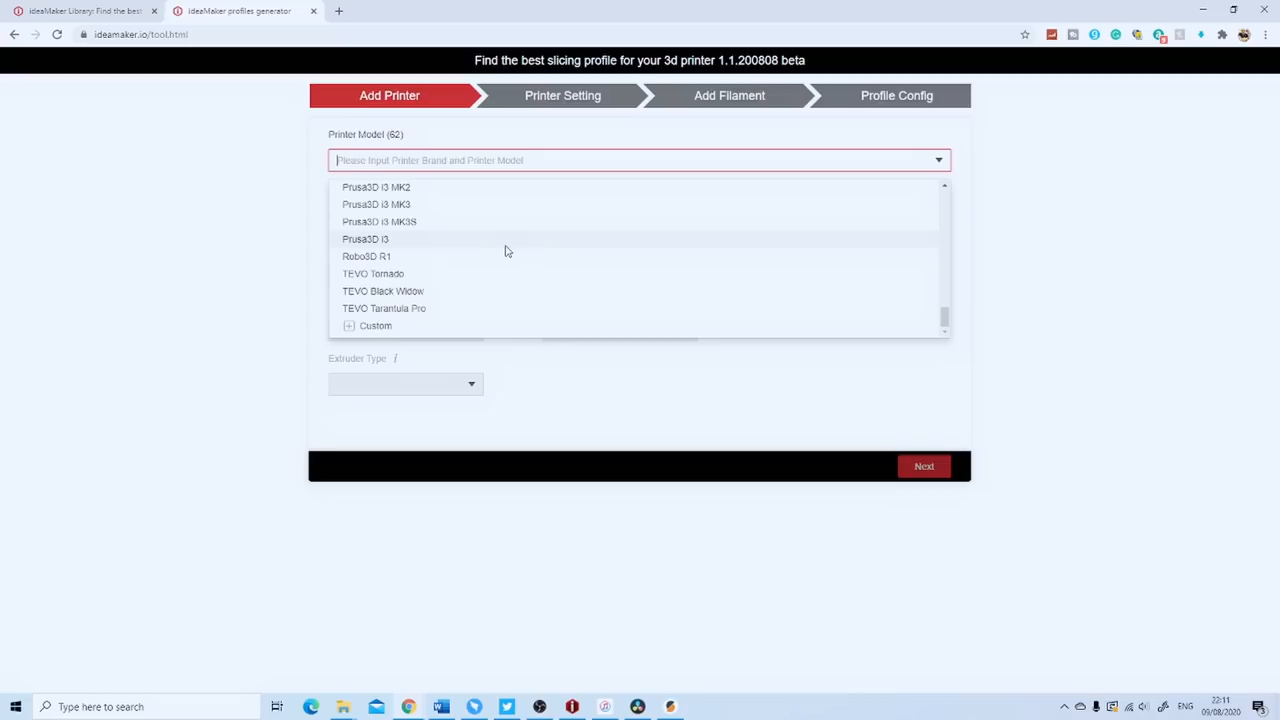 ideaMaker Library: Find the best
ideaMaker profiles generator
ideamaker.io/tool.html
Find the best slicing profile for your 3d printer 1.1.200808 beta
Add Printer
Printer Setting
Add Filament
Profile Config
Printer Model (62)
Please Input Printer Brand and Printer Model
Prusa3D i3 MK2
Prusa3D i3 MK3
Prusa3D i3 MK3S
Prusa3D i3
Robo3D R1
TEVO Tornado
TEVO Black Widow
TEVO Tarantula Pro
Custom
Extruder Type
Next
Type here to search
ENG
22:11
09/08/2020